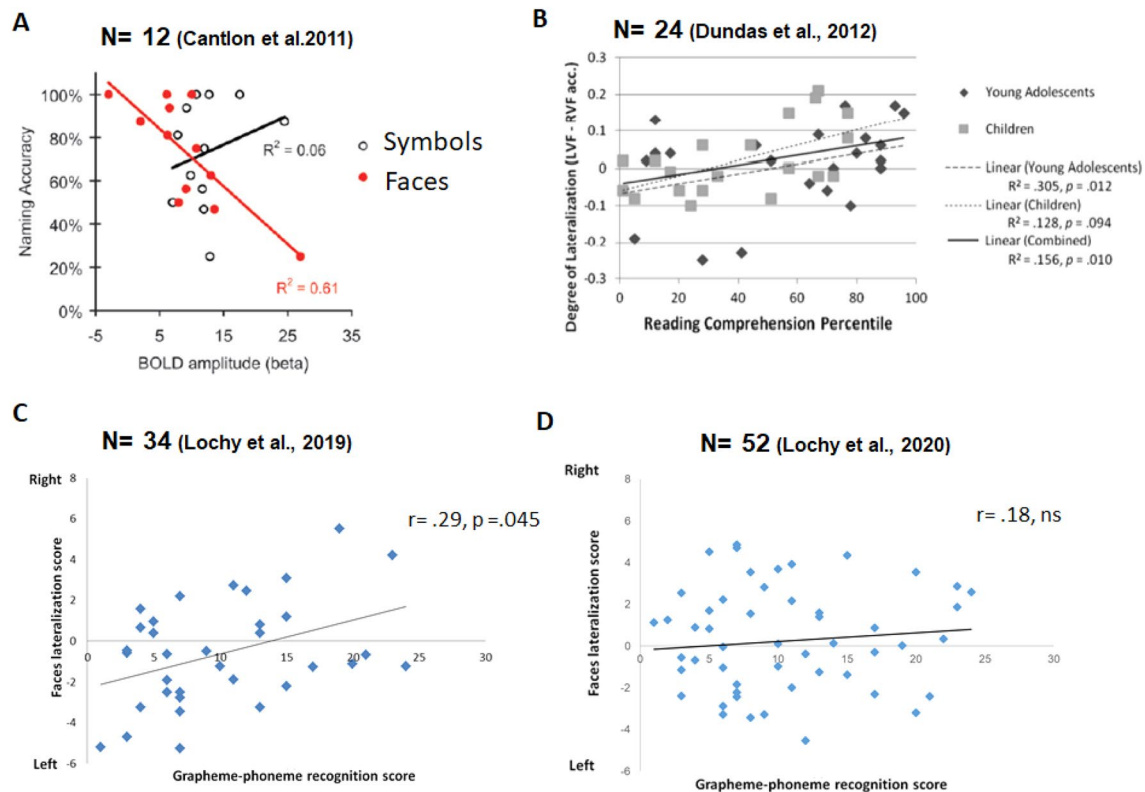 A
N= 12 (Cantlon et al.2011)
100%
80%
60%
40%
20%
0%
Naming Accuracy
R² = 0.06
R² = 0.61
Symbols
Faces
-5 5 15 25 35
BOLD amplitude (beta)
B
N= 24 (Dundas et al., 2012)
0.3
0.2
0.1
0
-0.1
-0.2
-0.3
Degree of Lateralization (LVF - RVF acc.)
0 20 40 60 80 100
Reading Comprehension Percentile
Young Adolescents
Children
Linear (Young Adolescents)
R² = .305, p = .012
Linear (Children)
R² = .128, p = .094
Linear (Combined)
R² = .156, p = .010
C
N= 34 (Lochy et al., 2019)
Right
8
6
4
2
0
-2
-4
-6
Left
Faces lateralization score
r= .29, p =.045
0 5 10 15 20 25 30
Grapheme-phoneme recognition score
D
N= 52 (Lochy et al., 2020)
Right
8
6
4
2
0
-2
-4
-6
Left
Faces lateralization score
r= .18, ns
0 5 10 15 20 25 30
Grapheme-phoneme recognition score